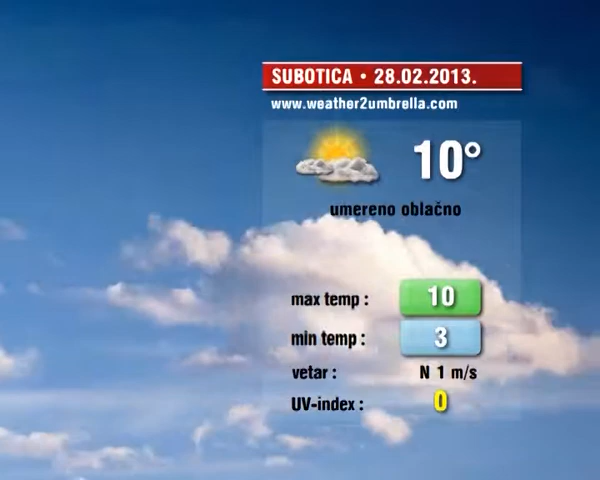 SUBOTICA • 28.02.2013.
www.weather2umbrella.com
10°
umereno oblačno
max temp : 10
min temp : 3
vetar : N 1 m/s
UV-index : 0